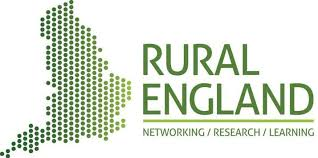 RURAL
ENGLAND
NETWORKING / RESEARCH / LEARNING